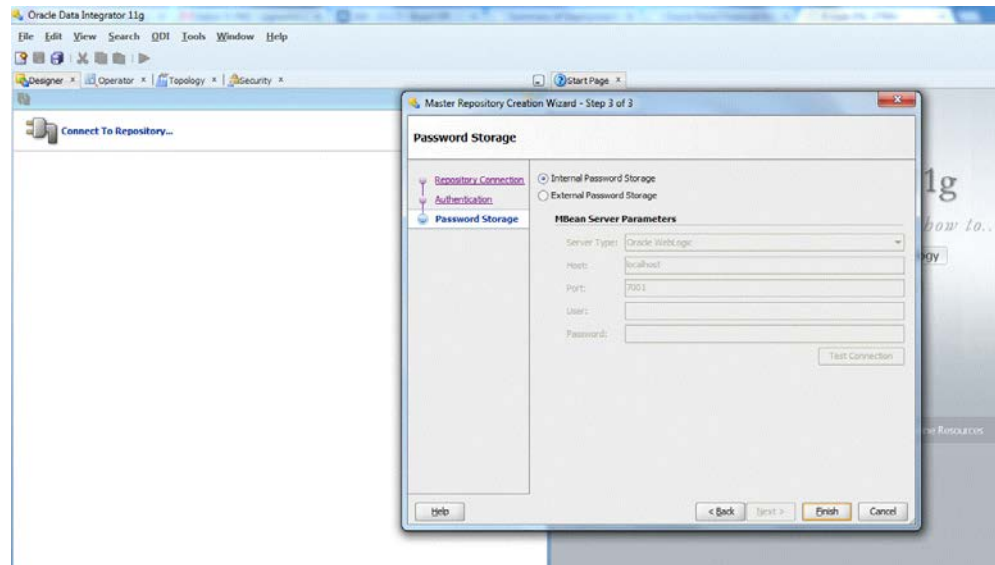 Oracle Data Integrator 11g
File Edit View Search ODI Tools Window Help
Designer Operator Topology Security Start Page
Connect To Repository...
Master Repository Creation Wizard - Step 3 of 3
Password Storage
Repository Connection
Authentication
Password Storage
Internal Password Storage
External Password Storage
MBean Server Parameters
Server Type: Oracle WebLogic
Host: localhost
Port: 7001
User:
Password:
Test Connection
Help < Back Next > Finish Cancel
1g
how to..
ogy
Resources